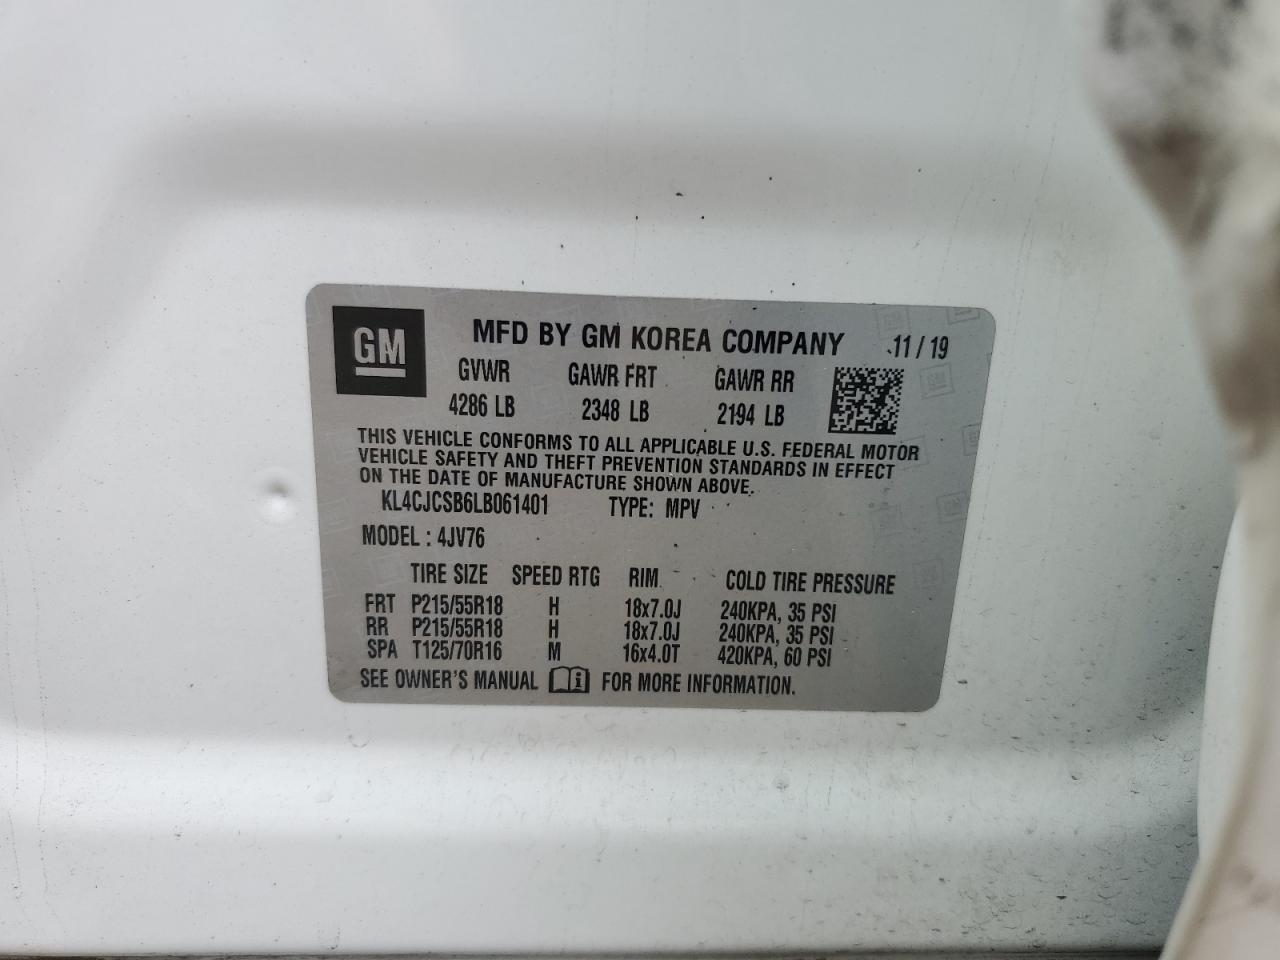 GM
MFD BY GM KOREA COMPANY 11 / 19
GVWR GAWR FRT GAWR RR
4286 LB 2348 LB 2194 LB
THIS VEHICLE CONFORMS TO ALL APPLICABLE U.S. FEDERAL MOTOR
VEHICLE SAFETY AND THEFT PREVENTION STANDARDS IN EFFECT
ON THE DATE OF MANUFACTURE SHOWN ABOVE.
KL4CJCSB6LB061401 TYPE: MPV
MODEL : 4JV76
TIRE SIZE SPEED RTG RIM COLD TIRE PRESSURE
FRT P215/55R18 H 18x7.0J 240KPA, 35 PSI
RR P215/55R18 H 18x7.0J 240KPA, 35 PSI
SPA T125/70R16 M 16x4.0T 420KPA, 60 PSI
SEE OWNER'S MANUAL i FOR MORE INFORMATION.